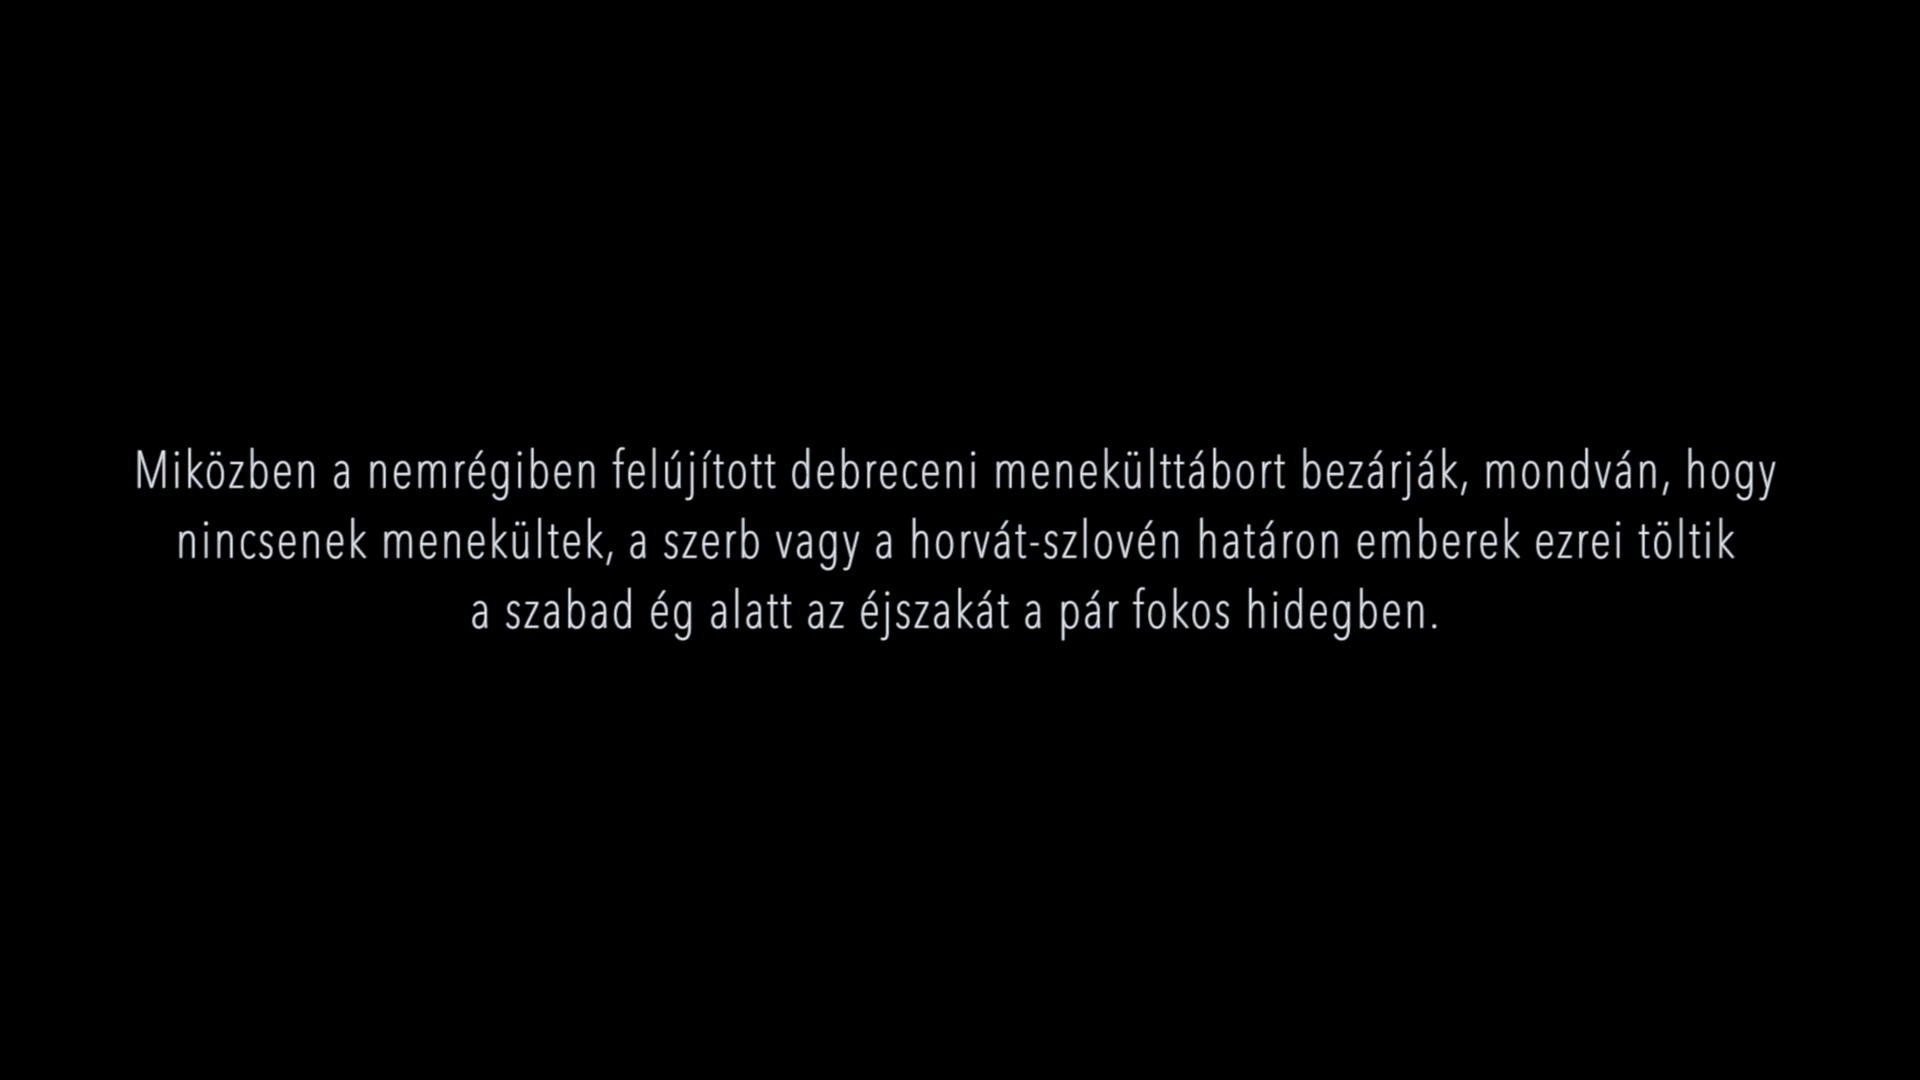 Miközben a nemrégiben felújított debreceni menekülttábort bezárják, mondván, hogy
nincsenek menekültek, a szerb vagy a horvát-szlovén határon emberek ezrei töltik
a szabad ég alatt az éjszakát a pár fokos hidegben.